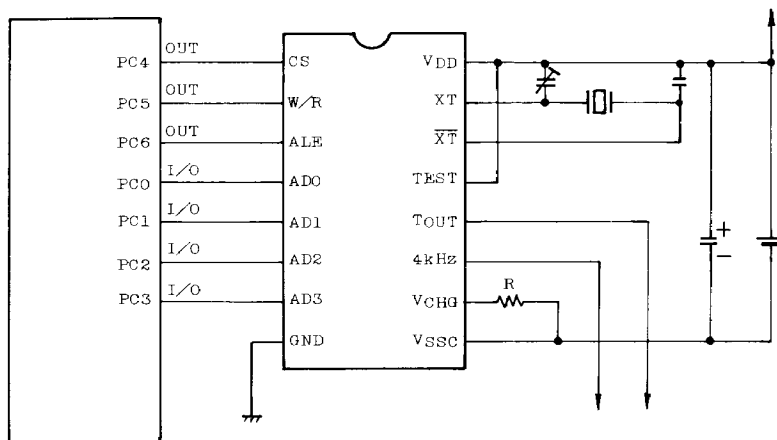 PC4 OUT CS VDD
PC5 OUT W/R XT
PC6 OUT ALE XT
PC0 I/O AD0 TEST
PC1 I/O AD1 TOUT
PC2 I/O AD2 4kHz
PC3 I/O AD3 VCHG R
GND VSSC
+
−